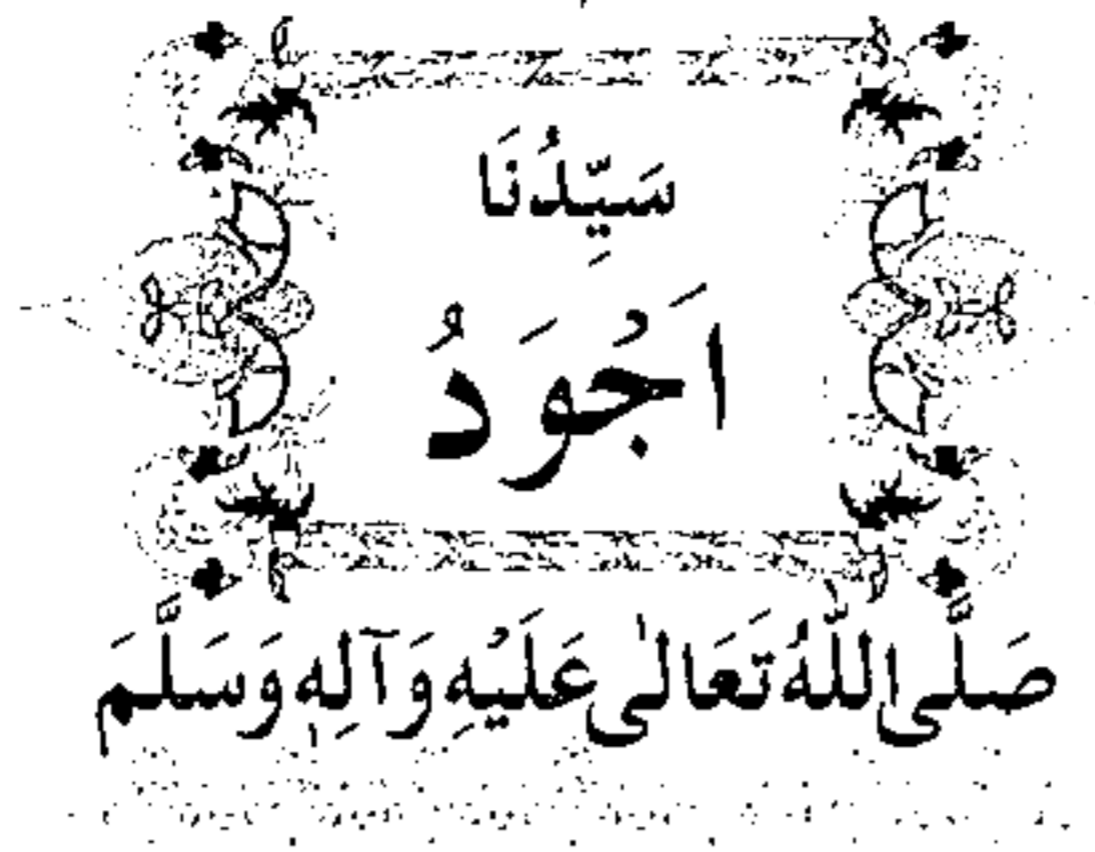 سَيِّدُنَا
اَجُوَدُ
صَلَّى اللّٰهُ تَعَالٰى عَلَيْهِ وَآلِهٖ وَسَلَّمَ